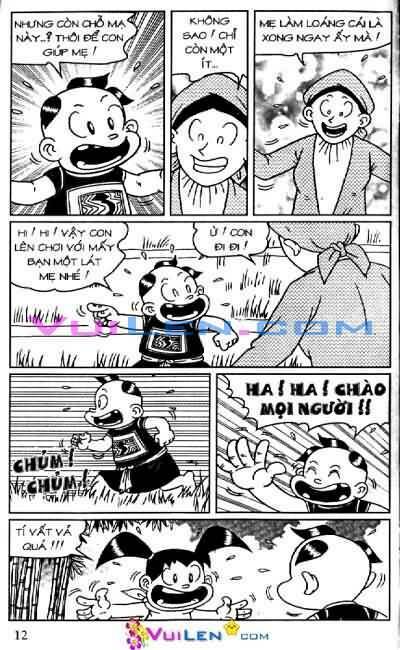 NHƯNG CÒN CHỖ MẠ
NÀY...? THÔI ĐỂ CON
GIÚP MẸ !
KHÔNG
SAO ! CHỈ
CÒN MỘT
ÍT...
MẸ LÀM LOÁNG CÁI LÀ
XONG NGAY ẤY MÀ !
HI ! HI ! VẬY CON
LÊN CHƠI VỚI MẤY
BẠN MỘT LÁT
MẸ NHÉ !
Ừ ! CON
ĐI ĐI !
VUILEN.COM
CHÚM !
CHÚM !
HA ! HA ! CHÀO
MỌI NGƯỜI !!
TÍ VẤT VẢ
QUÁ !!!
12
VUILEN COM